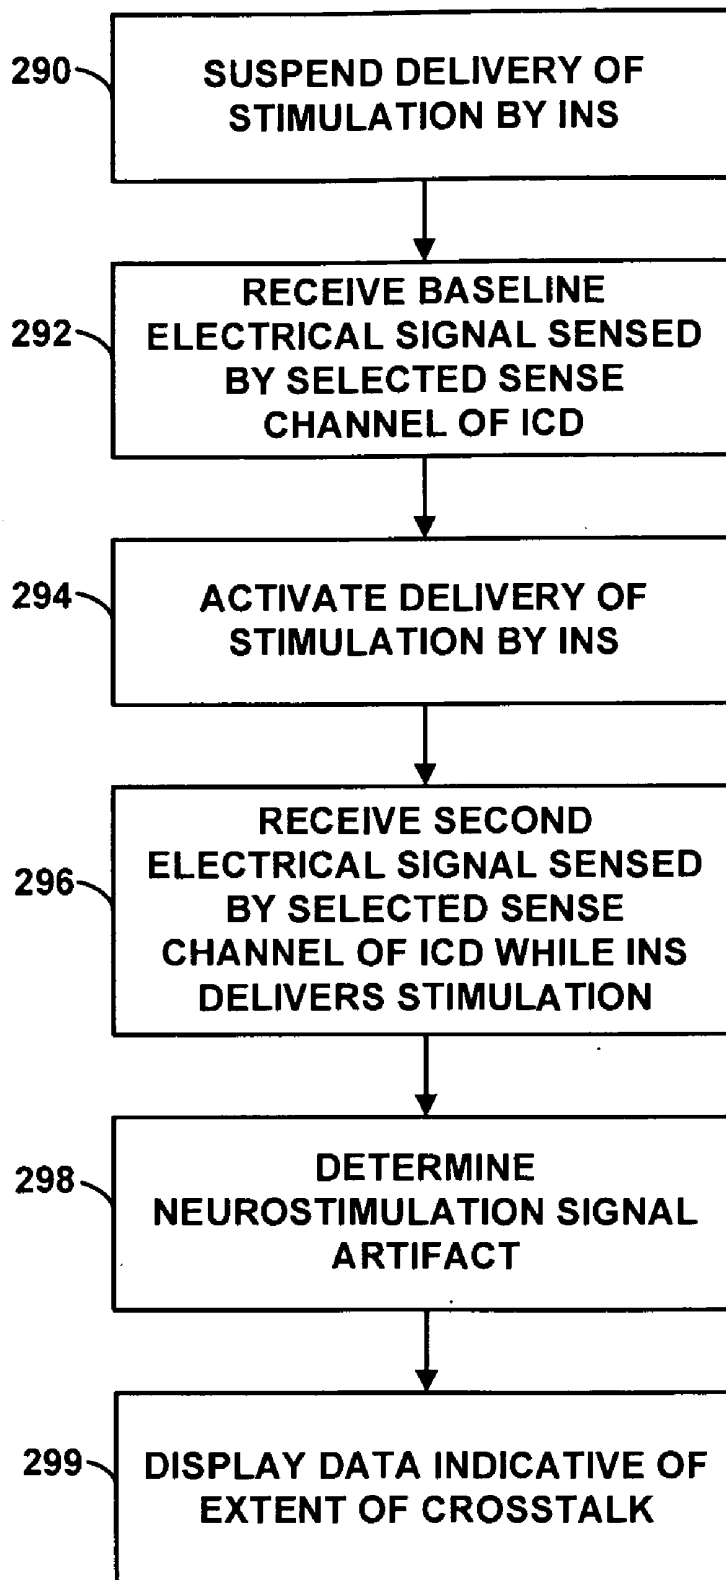 290
SUSPEND DELIVERY OF
STIMULATION BY INS
292
RECEIVE BASELINE
ELECTRICAL SIGNAL SENSED
BY SELECTED SENSE
CHANNEL OF ICD
294
ACTIVATE DELIVERY OF
STIMULATION BY INS
296
RECEIVE SECOND
ELECTRICAL SIGNAL SENSED
BY SELECTED SENSE
CHANNEL OF ICD WHILE INS
DELIVERS STIMULATION
298
DETERMINE
NEUROSTIMULATION SIGNAL
ARTIFACT
299
DISPLAY DATA INDICATIVE OF
EXTENT OF CROSSTALK